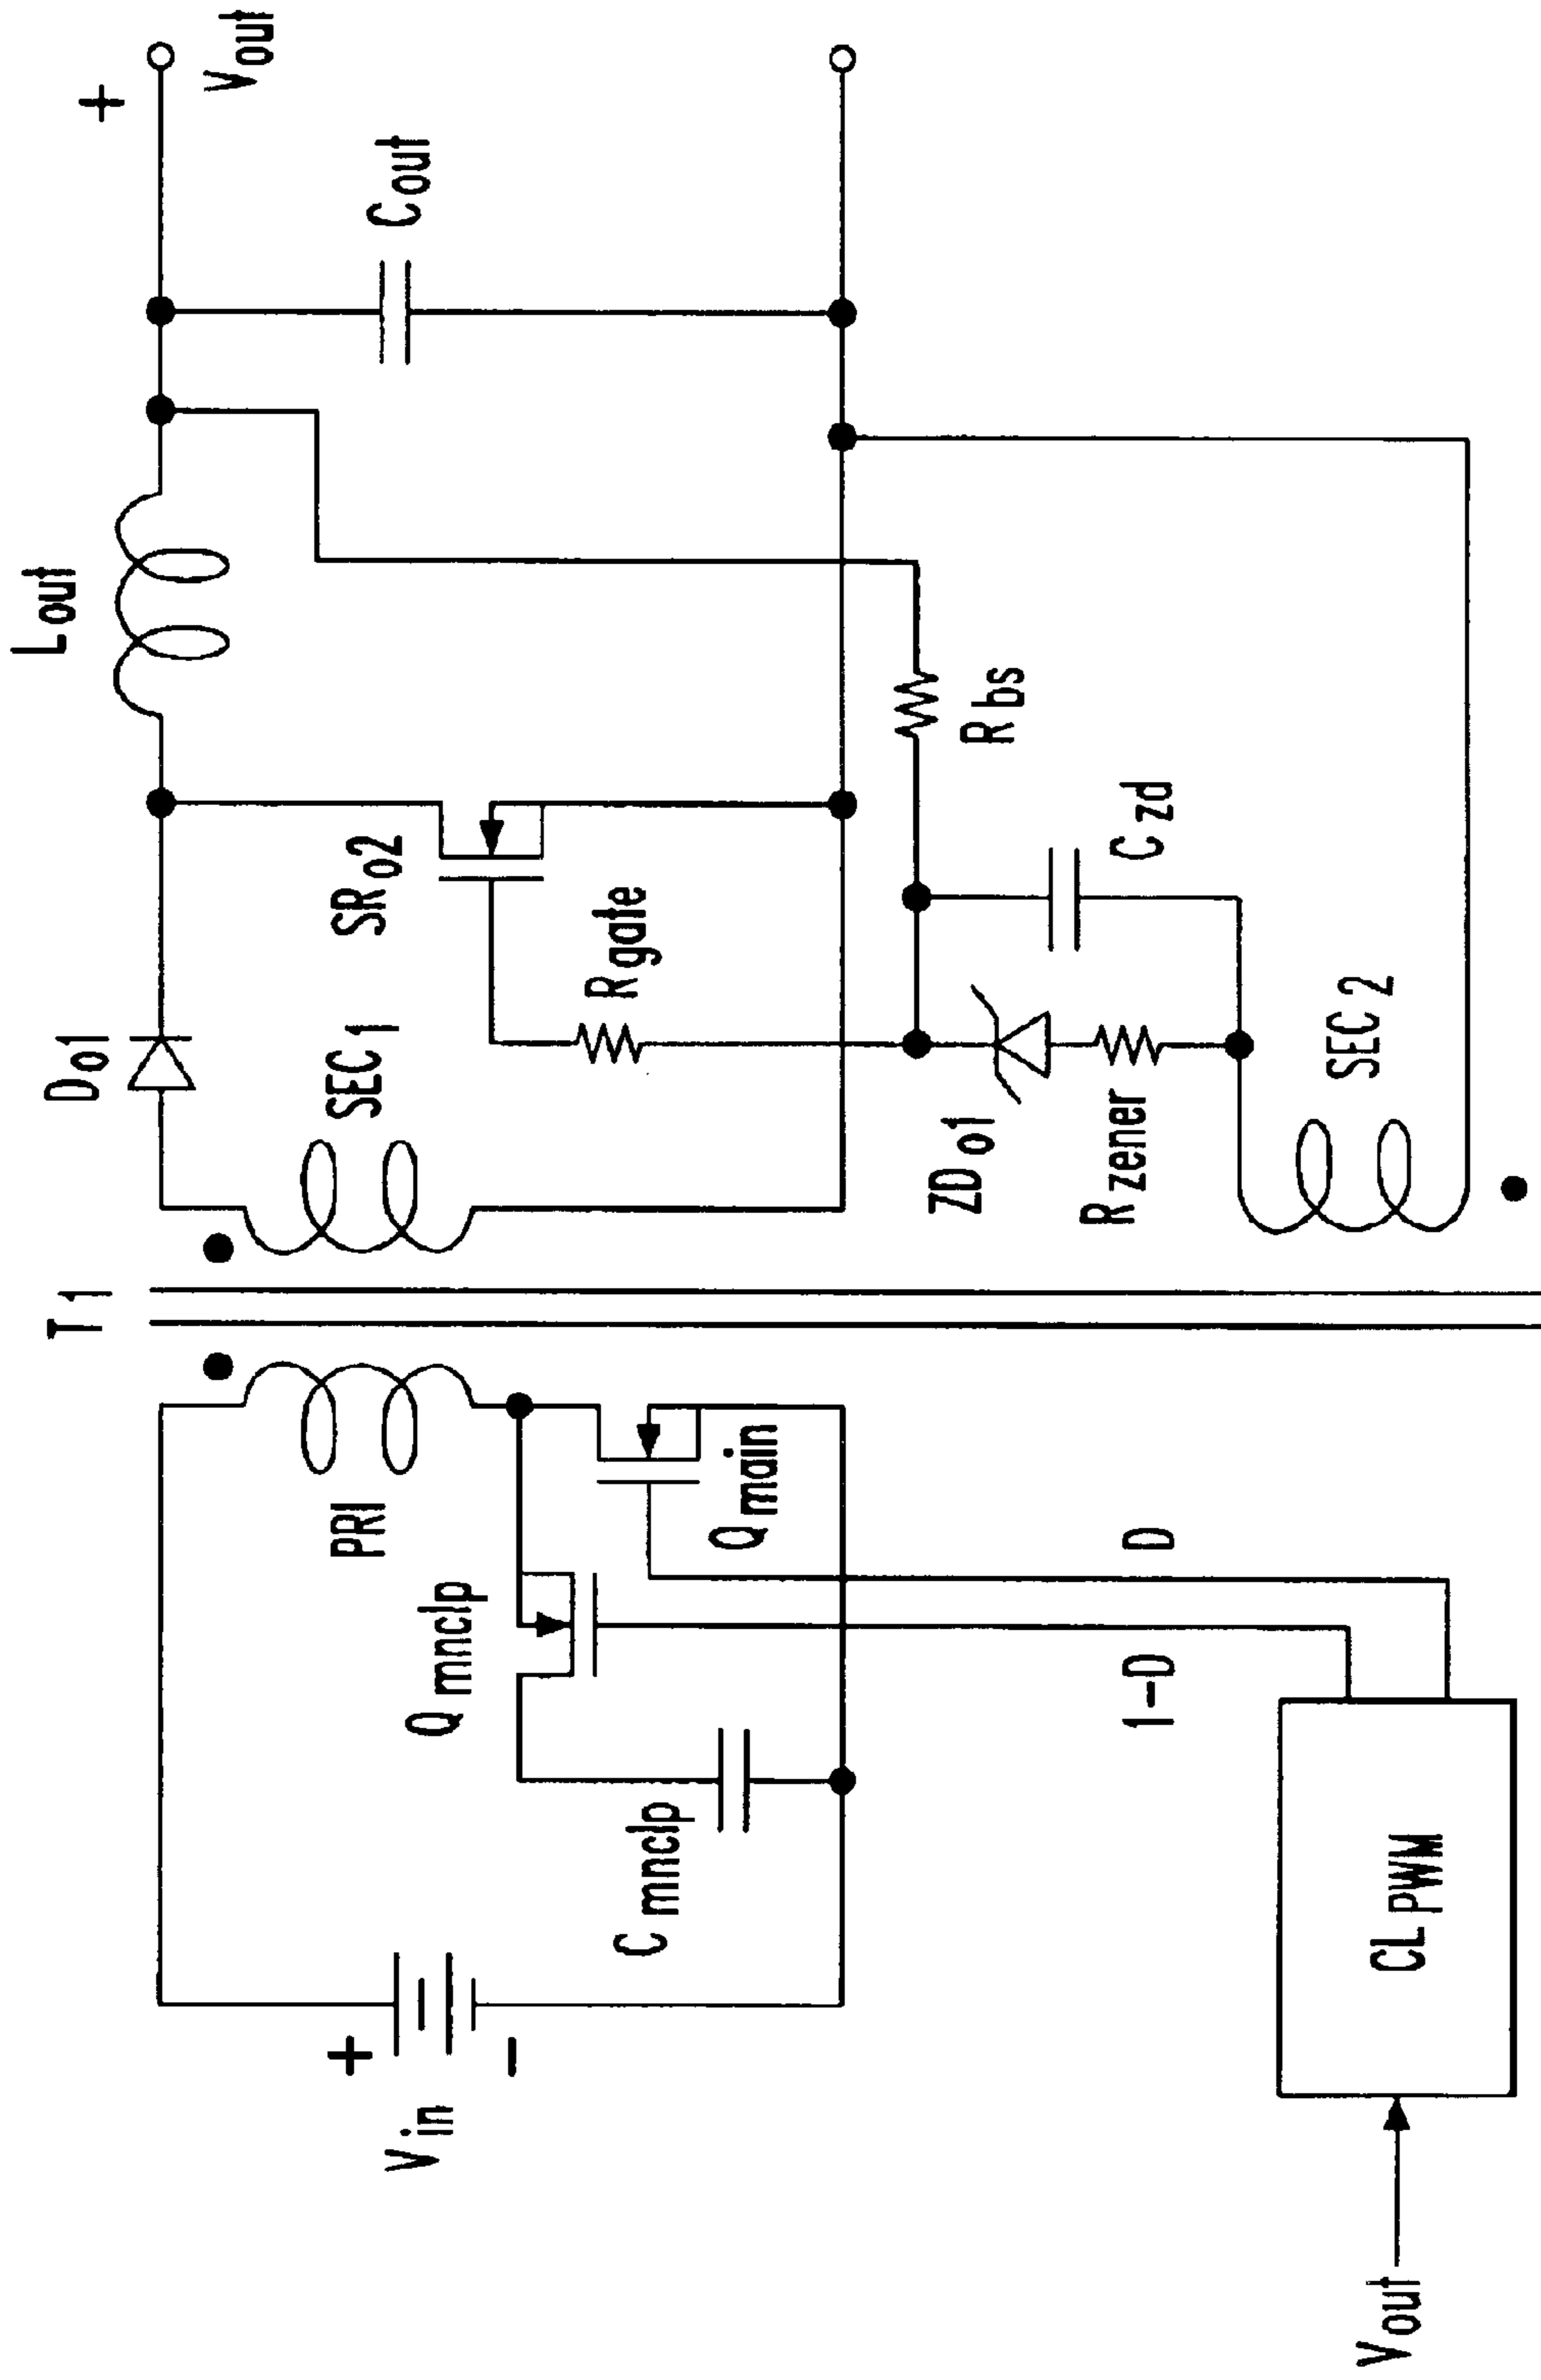 T1
Do1
Lout
+
Vout
SEC1
SRo2
Cout
Rgate
PRI
Qmnclp
Qmain
Cmnclp
+
Vin
-
ZDo1
Rbs
Czd
Rzener
SEC2
1-D
D
CLPWM
Vout